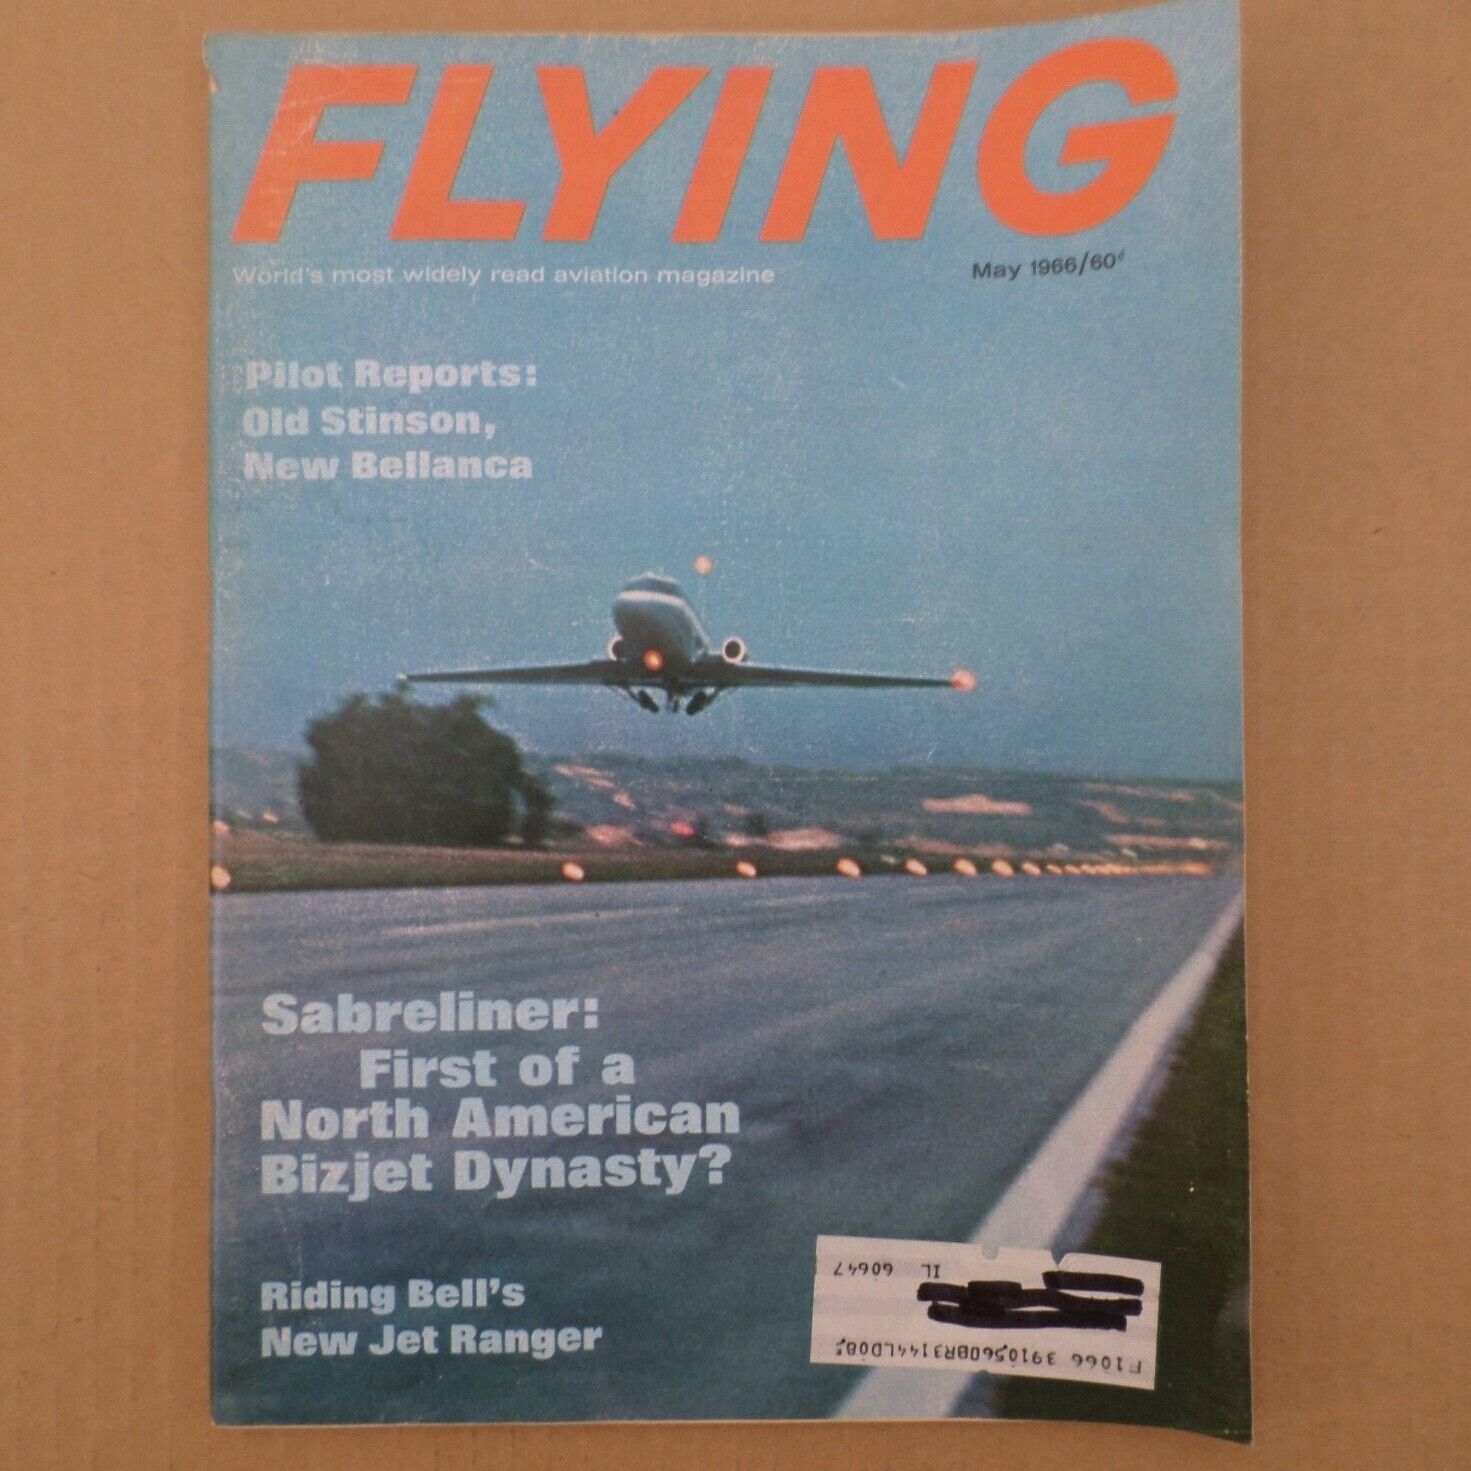 FLYING
World's most widely read aviation magazine
May 1966/60¢
Pilot Reports:
Old Stinson,
New Bellanca
Sabreliner:
First of a
North American
Bizjet Dynasty?
Riding Bell's
New Jet Ranger
F1066 3910560BR3144LD08
IL 60647